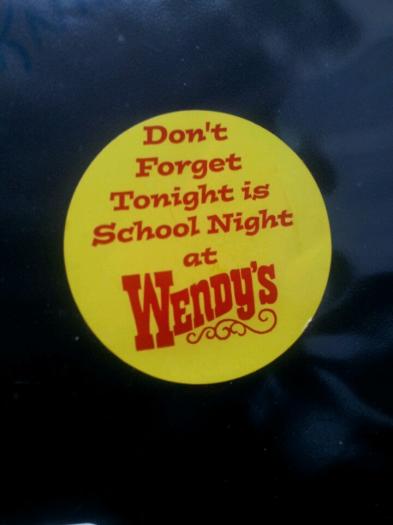 Don't
Forget
Tonight is
School Night
at
WENDY'S